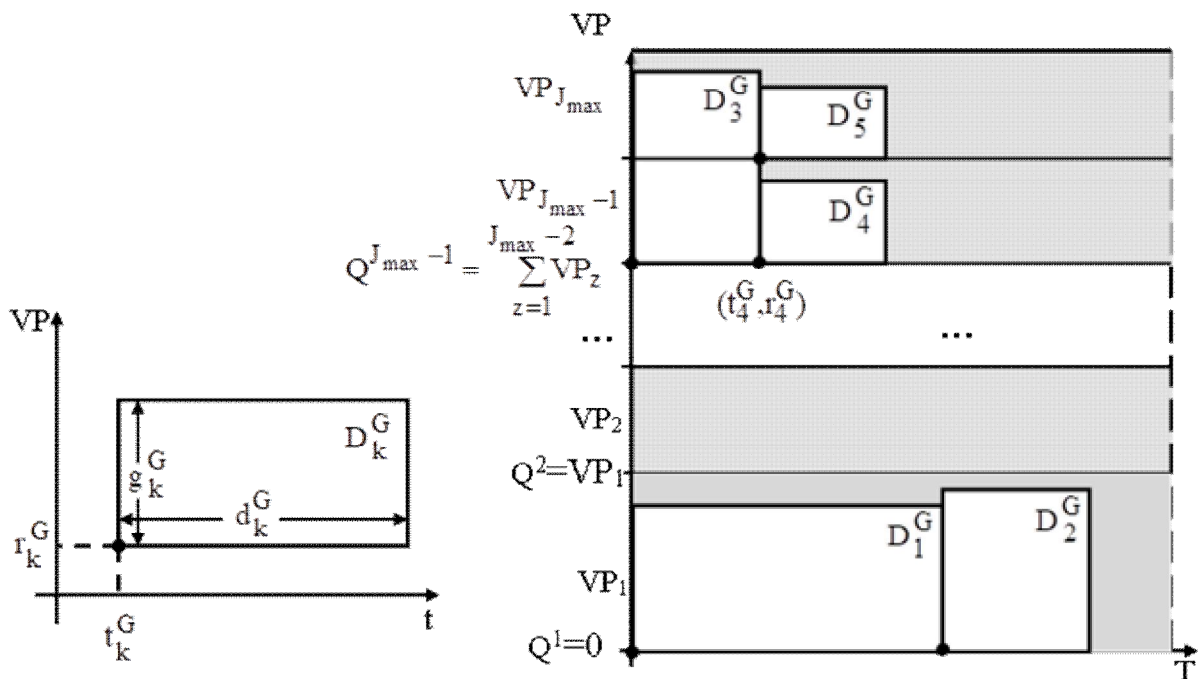 VP
D_k^G
g_k^G
d_k^G
r_k^G
t_k^G
t
VP
VP_{J_max}
D_3^G
D_5^G
VP_{J_max −1}
D_4^G
Q^{J_max −1} = \sum_{z=1}^{J_max −2} VP_z
(t_4^G, r_4^G)
... ...
VP_2
Q^2=VP_1
D_1^G
D_2^G
VP_1
Q^1=0
T